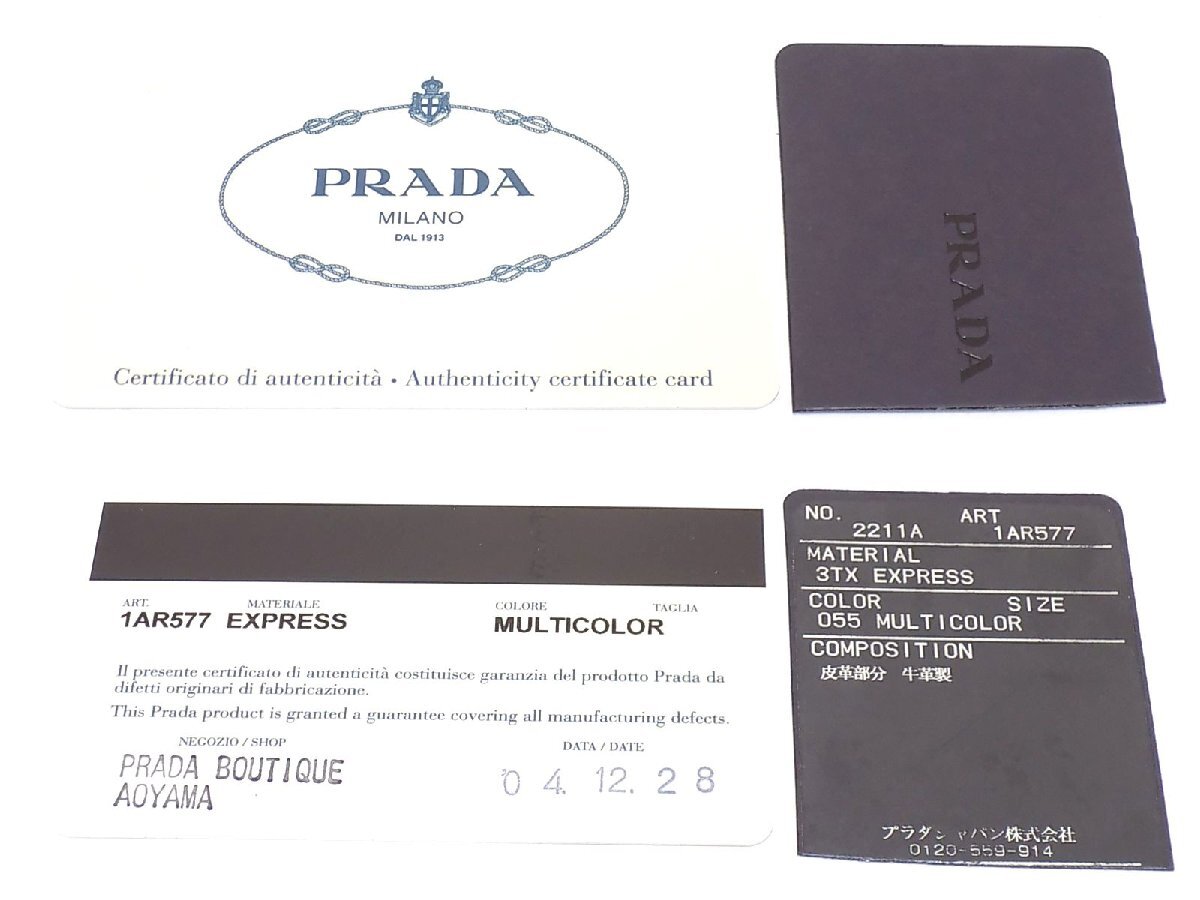 PRADA
MILANO
DAL 1913
Certificato di autenticità • Authenticity certificate card
PRADA
ART. MATERIALE COLORE TAGLIA
1AR577 EXPRESS MULTICOLOR
Il presente certificato di autenticità costituisce garanzia del prodotto Prada da
difetti originari di fabbricazione.
This Prada product is granted a guarantee covering all manufacturing defects.
NEGOZIO / SHOP DATA / DATE
PRADA BOUTIQUE
AOYAMA
'04. 12. 28
NO. ART
2211A 1AR577
MATERIAL
3TX EXPRESS
COLOR SIZE
055 MULTICOLOR
COMPOSITION
皮革部分 牛革製
プラダジャパン株式会社
0120-559-914